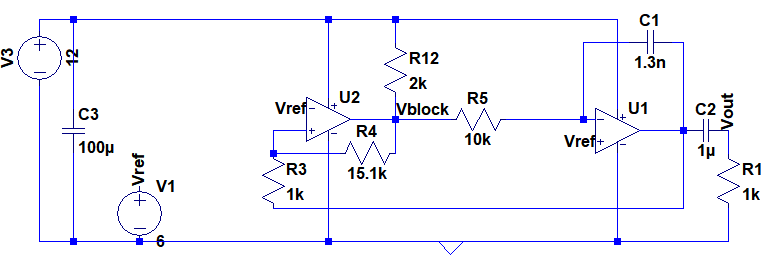 V3
12
C3
100µ
Vref
V1
6
Vref
U2
R12
2k
Vblock
R4
15.1k
R3
1k
R5
10k
C1
1.3n
U1
Vref
C2
1µ
Vout
R1
1k